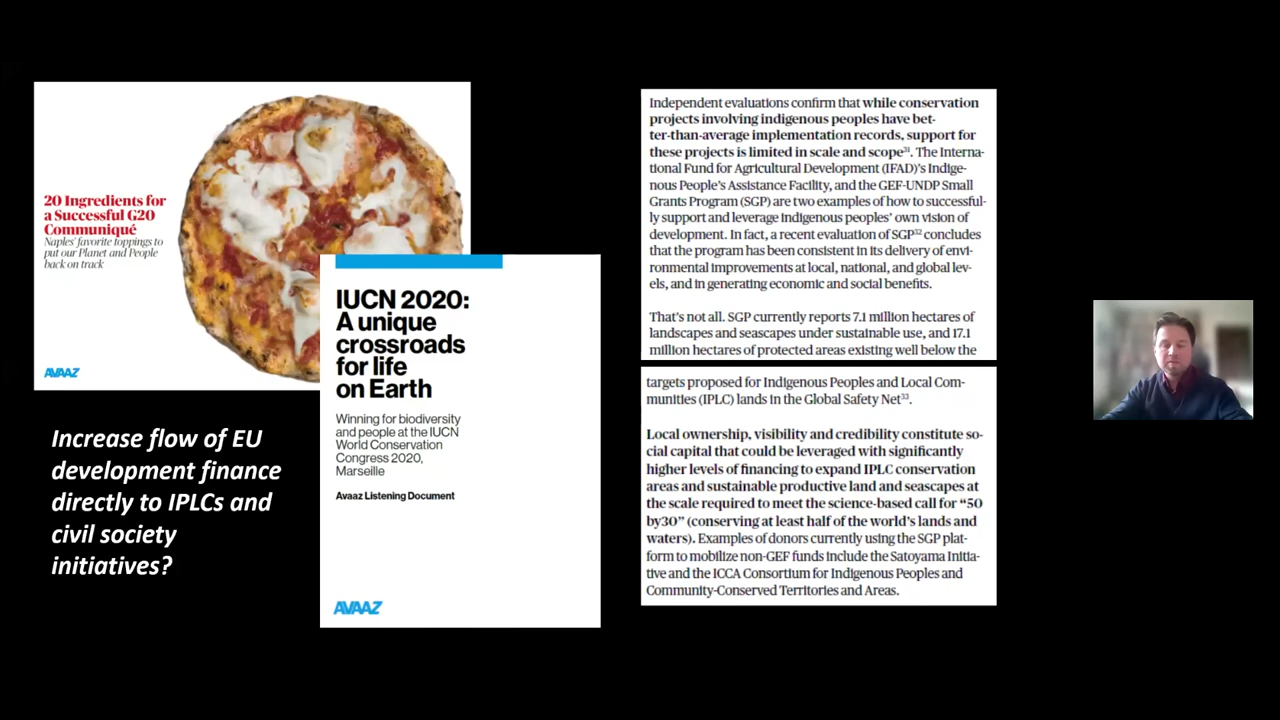 20 Ingredients for
a Successful G20
Communiqué
Naples' favorite toppings to
put our Planet and People
back on track
AVAAZ
IUCN 2020:
A unique
crossroads
for life
on Earth
Winning for biodiversity
and people at the IUCN
World Conservation
Congress 2020,
Marseille
Avaaz Listening Document
AVAAZ
Increase flow of EU
development finance
directly to IPLCs and
civil society
initiatives?
Independent evaluations confirm that while conservation
projects involving indigenous peoples have bet-
ter-than-average implementation records, support for
these projects is limited in scale and scope³¹. The Interna-
tional Fund for Agricultural Development (IFAD)'s Indige-
nous People's Assistance Facility, and the GEF-UNDP Small
Grants Program (SGP) are two examples of how to successful-
ly support and leverage indigenous peoples' own vision of
development. In fact, a recent evaluation of SGP³² concludes
that the program has been consistent in its delivery of envi-
ronmental improvements at local, national, and global lev-
els, and in generating economic and social benefits.
That's not all. SGP currently reports 7.1 million hectares of
landscapes and seascapes under sustainable use, and 17.1
million hectares of protected areas existing well below the
targets proposed for Indigenous Peoples and Local Com-
munities (IPLC) lands in the Global Safety Net³³.
Local ownership, visibility and credibility constitute so-
cial capital that could be leveraged with significantly
higher levels of financing to expand IPLC conservation
areas and sustainable productive land and seascapes at
the scale required to meet the science-based call for “50
by30” (conserving at least half of the world's lands and
waters). Examples of donors currently using the SGP plat-
form to mobilize non-GEF funds include the Satoyama Initia-
tive and the ICCA Consortium for Indigenous Peoples and
Community-Conserved Territories and Areas.